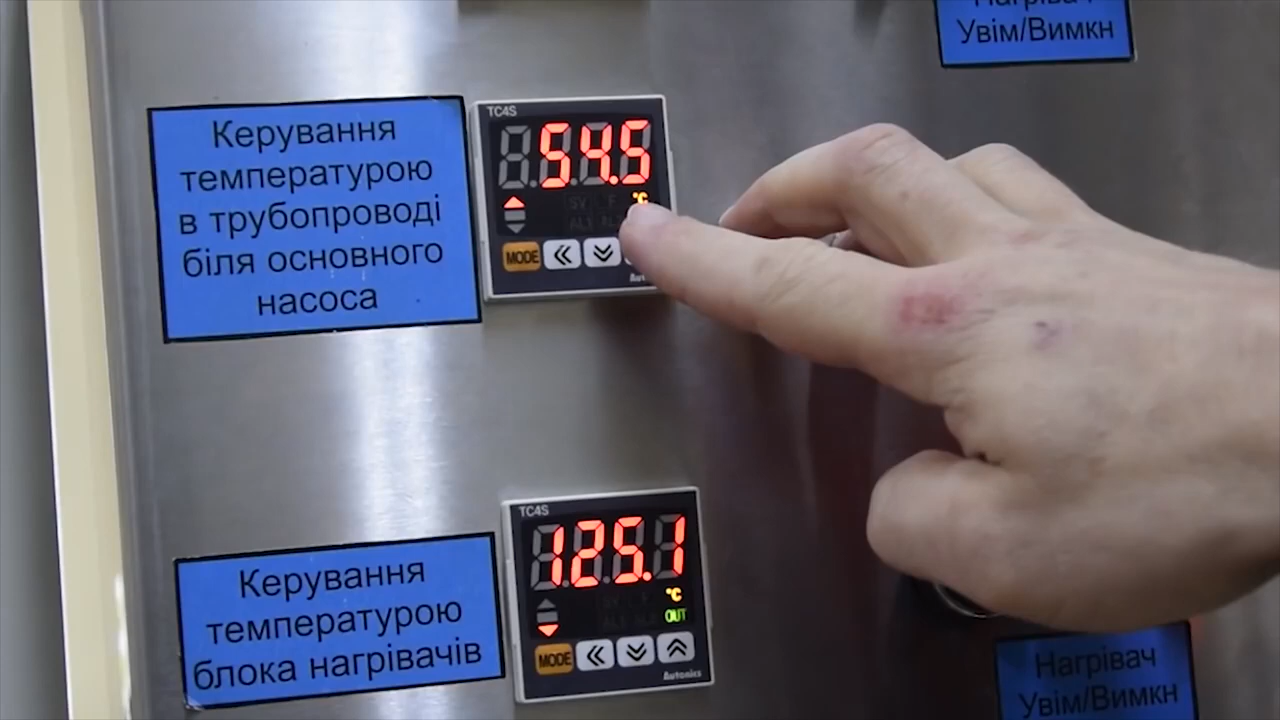 Нагрівач
Увім/Вимкн
Керування
температурою
в трубопроводі
біля основного
насоса
TC4S
54.5
°C
MODE
Керування
температурою
блока нагрівачів
TC4S
125.1
°C
OUT
MODE
Autonics
Нагрівач
Увім/Вимкн